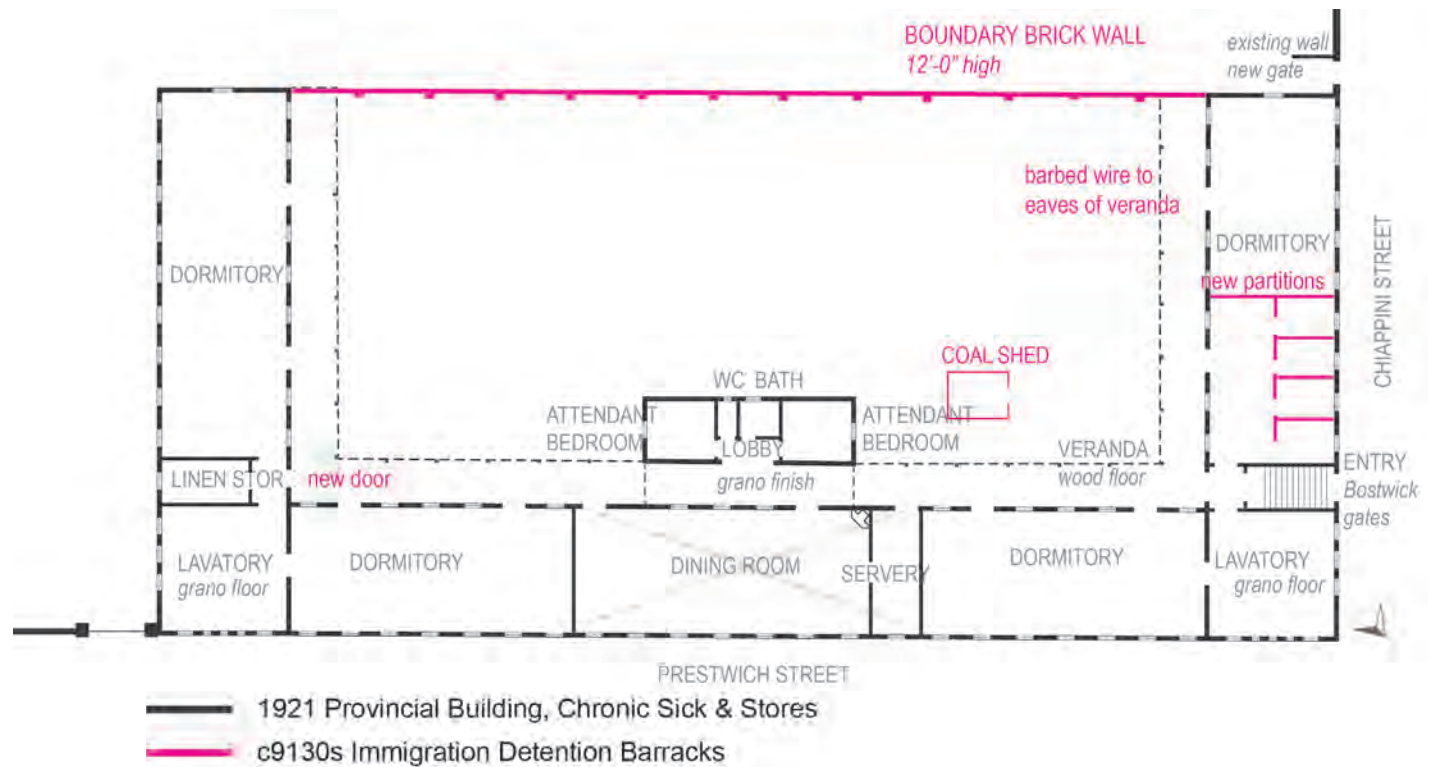 BOUNDARY BRICK WALL
12'-0" high
existing wall
new gate
barbed wire to
eaves of veranda
DORMITORY
DORMITORY
new partitions
CHIAPPINI STREET
COAL SHED
WC BATH
ATTENDANT
BEDROOM
LOBBY
grano finish
ATTENDANT
BEDROOM
VERANDA
wood floor
ENTRY
Bostwick
gates
LINEN STOR
new door
LAVATORY
grano floor
DORMITORY
DINING ROOM
SERVERY
DORMITORY
LAVATORY
grano floor
PRESTWICH STREET
1921 Provincial Building, Chronic Sick & Stores
c9130s Immigration Detention Barracks